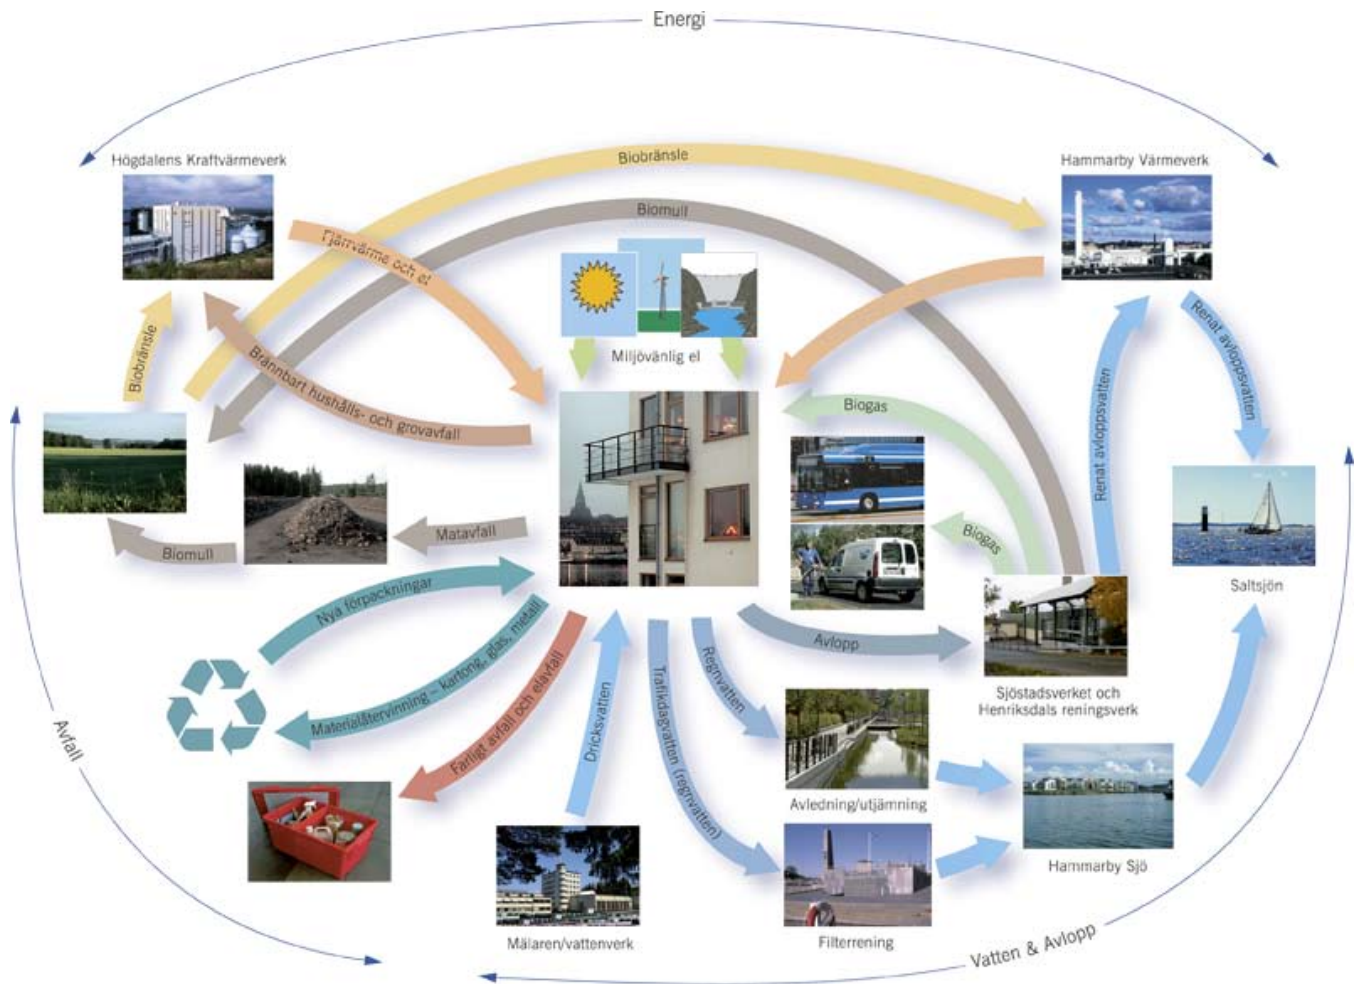 Energi
Högdalens Kraftvärmeverk
Hammarby Värmeverk
Biobränsle
Biomull
Fjärrvärme och el
Miljövänlig el
Biobränsle
Brännbart hushålls- och grovavfall
Biogas
Renat avloppsvatten
Renat avloppsvatten
Matavfall
Biomull
Biogas
Saltsjön
Nya förpackningar
Materialåtervinning – kartong, glas, metall
Farligt avfall och elavfall
Dricksvatten
Trafikdagvatten (regnvatten)
Regnvatten
Avlopp
Sjöstadsverket och
Henriksdals reningsverk
Avfall
Avledning/utjämning
Hammarby Sjö
Mälaren/vattenverk
Filterrening
Vatten & Avlopp